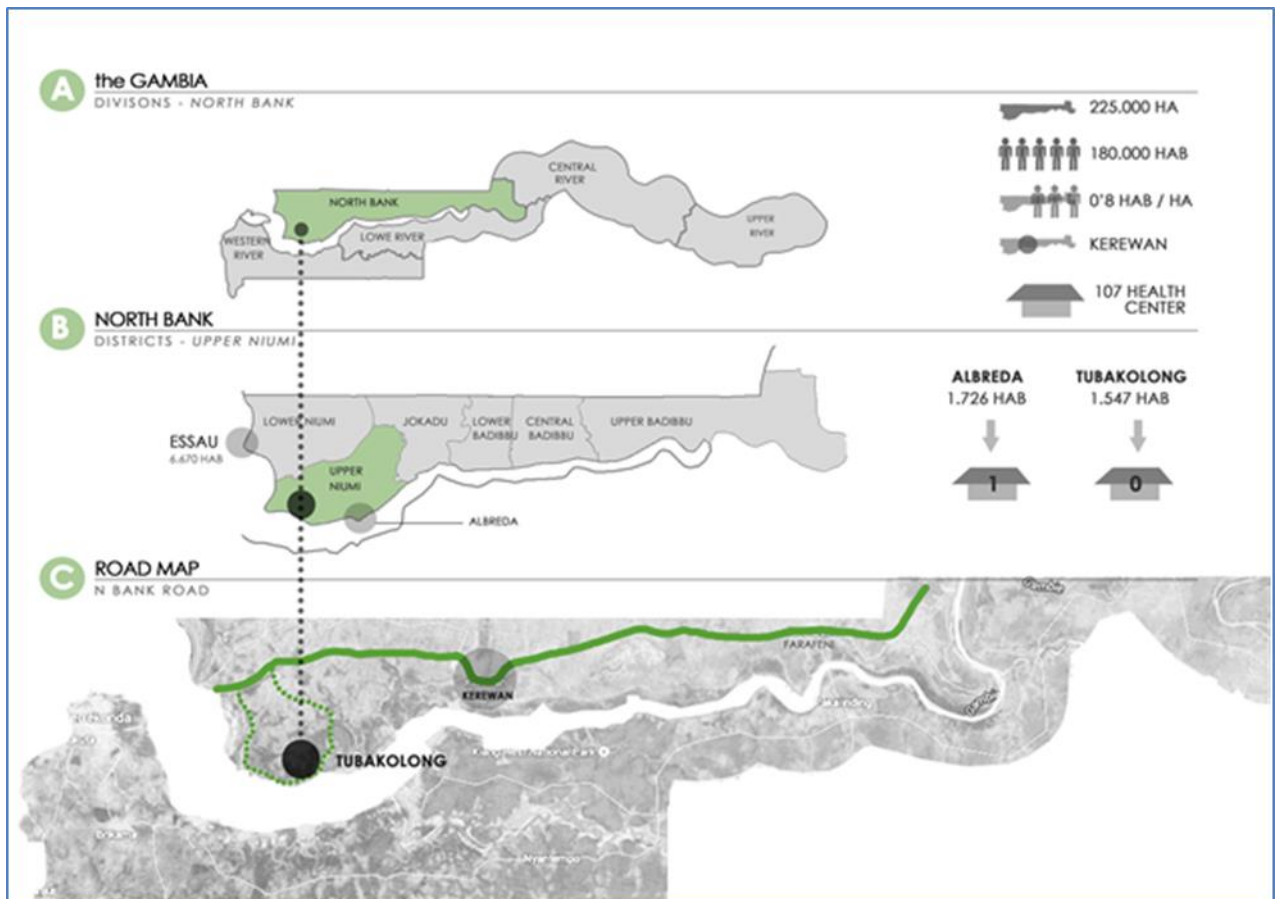 A
the GAMBIA
DIVISONS - NORTH BANK
225.000 HA
180.000 HAB
0'8 HAB / HA
KEREWAN
107 HEALTH
CENTER
CENTRAL
RIVER
NORTH BANK
WESTERN
RIVER
LOWE RIVER
UPPER
RIVER
B
NORTH BANK
DISTRICTS - UPPER NIUMI
ESSAU
6.670 HAB
LOWER NIUMI
UPPER
NIUMI
JOKADU
LOWER
BADIBBU
CENTRAL
BADIBBU
UPPER BADIBBU
ALBREDA
ALBREDA
1.726 HAB
1
TUBAKOLONG
1.547 HAB
0
C
ROAD MAP
N BANK ROAD
FARAFENI
KEREWAN
TUBAKOLONG
Gambia
Gambia